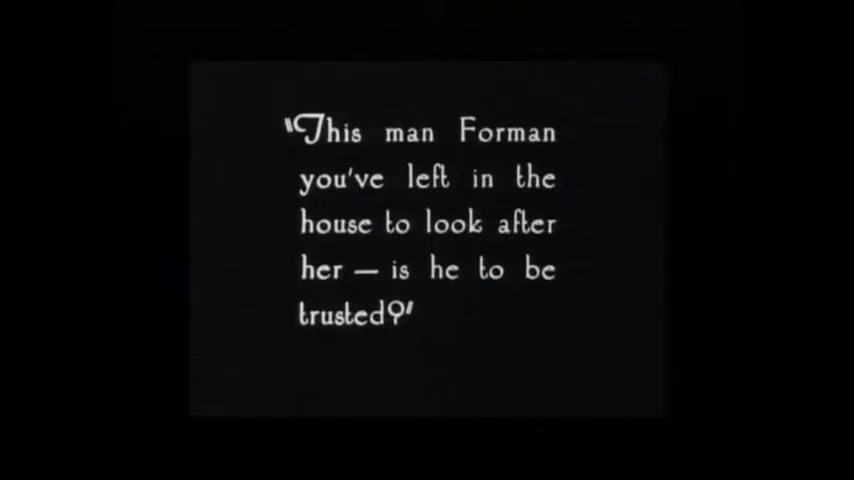 "This man Forman
you've left in the
house to look after
her — is he to be
trusted?"